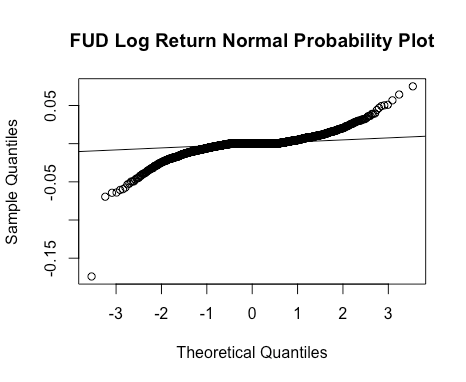 FUD Log Return Normal Probability Plot
Sample Quantiles
0.05
-0.05
-0.15
-3 -2 -1 0 1 2 3
Theoretical Quantiles